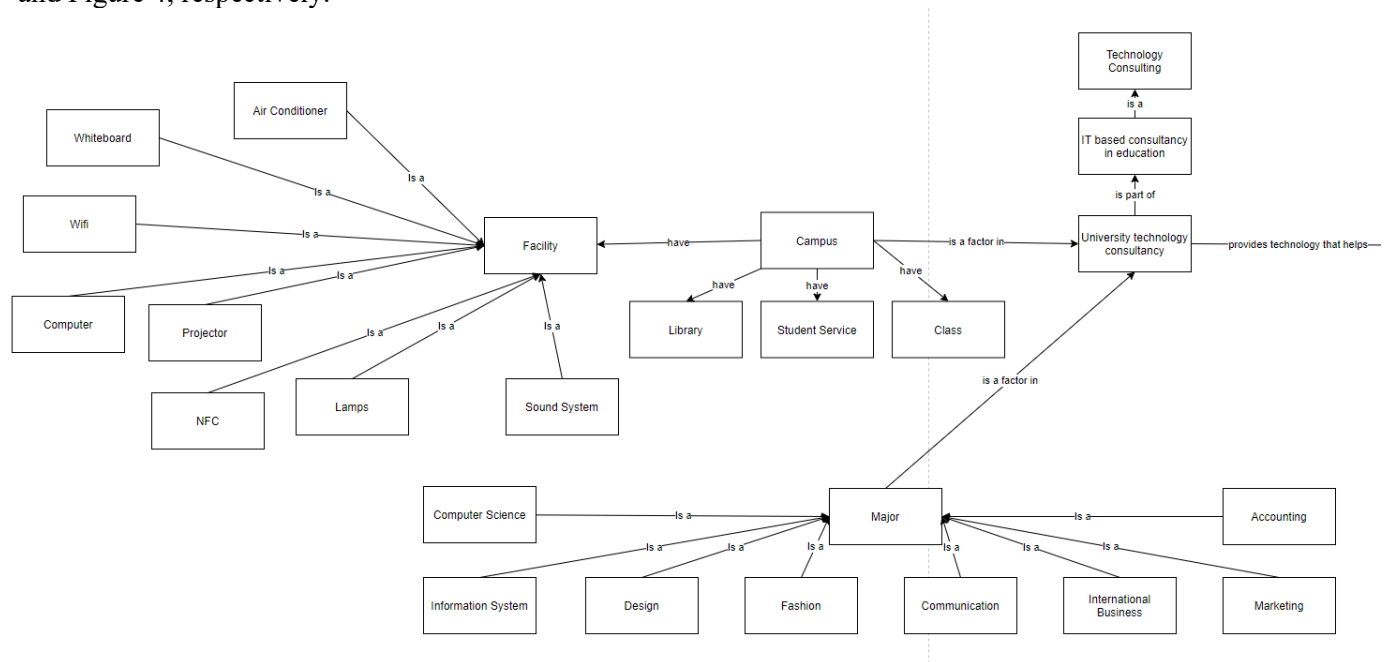 and Figure 4, respectively.
Technology
Consulting
is a
Air Conditioner
Whiteboard
IT based consultancy
in education
Is a
Is a
is part of
Wifi
Is a
Facility
have
Campus
is a factor in
University technology
consultancy
provides technology that helps
Is a
Is a
have
have
have
Computer
Projector
Is a
Is a
Is a
Library
Student Service
Class
is a factor in
NFC
Lamps
Sound System
Computer Science
Is a
Major
Is a
Accounting
Is a
Is a
Is a
Is a
Is a
Is a
Information System
Design
Fashion
Communication
International
Business
Marketing